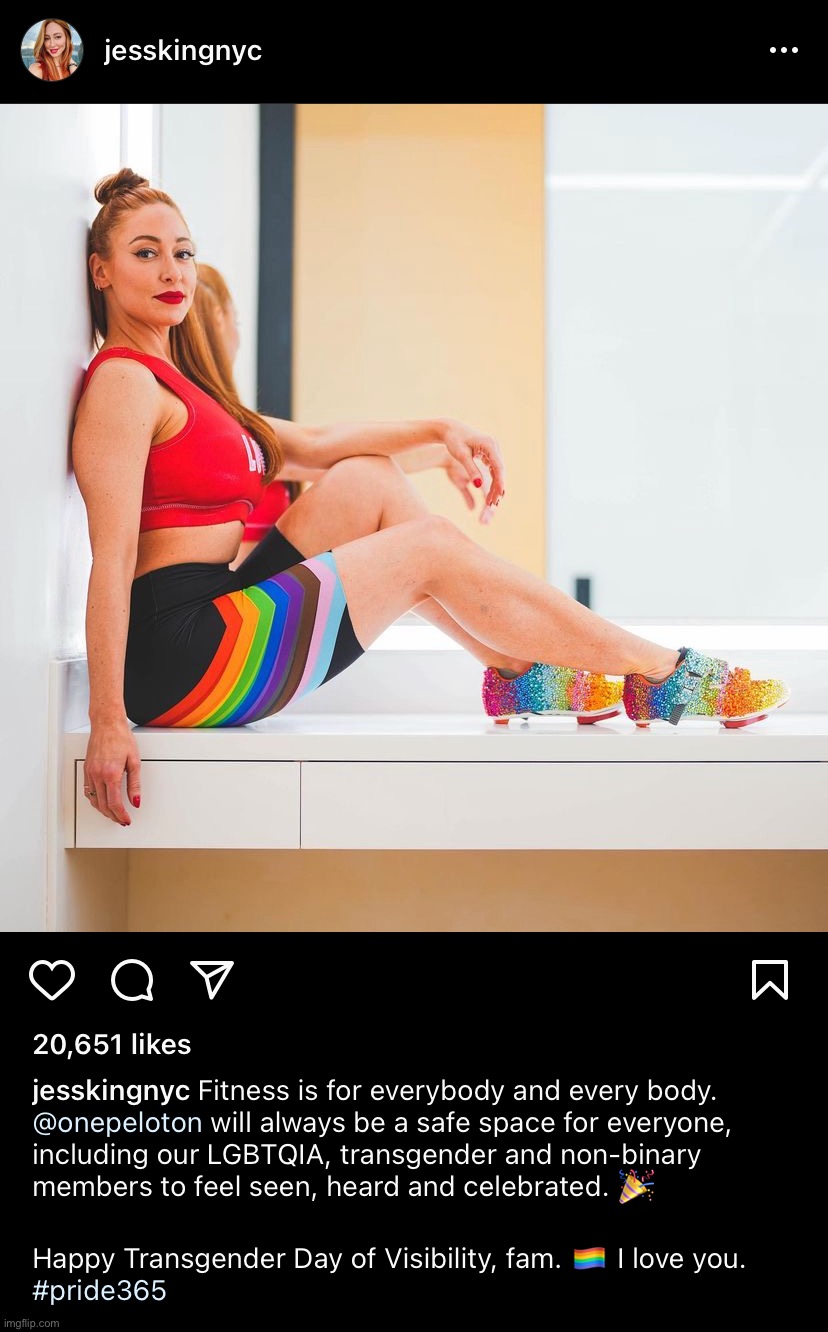 jesskingnyc
20,651 likes
jesskingnyc Fitness is for everybody and every body.
@onepeloton will always be a safe space for everyone,
including our LGBTQIA, transgender and non-binary
members to feel seen, heard and celebrated. 🎉
Happy Transgender Day of Visibility, fam. 🏳️‍🌈 I love you.
#pride365
imgflip.com